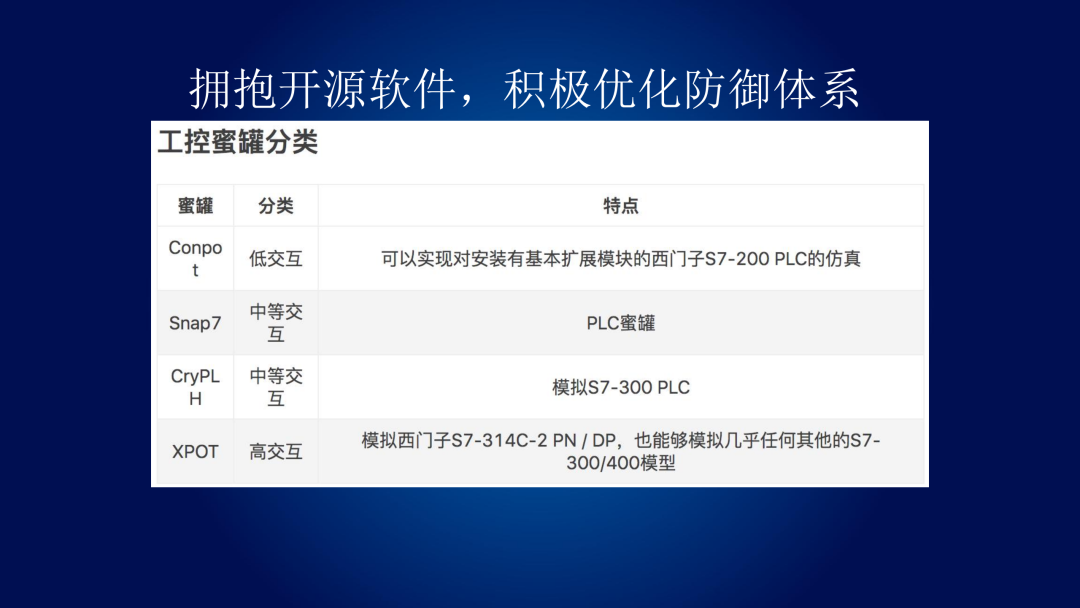 拥抱开源软件，积极优化防御体系
工控蜜罐分类
蜜罐 分类 特点
Conpo
t
低交互
可以实现对安装有基本扩展模块的西门子S7-200 PLC的仿真
Snap7
中等交
互
PLC蜜罐
CryPL
H
中等交
互
模拟S7-300 PLC
XPOT
高交互
模拟西门子S7-314C-2 PN / DP，也能够模拟几乎任何其他的S7-
300/400模型